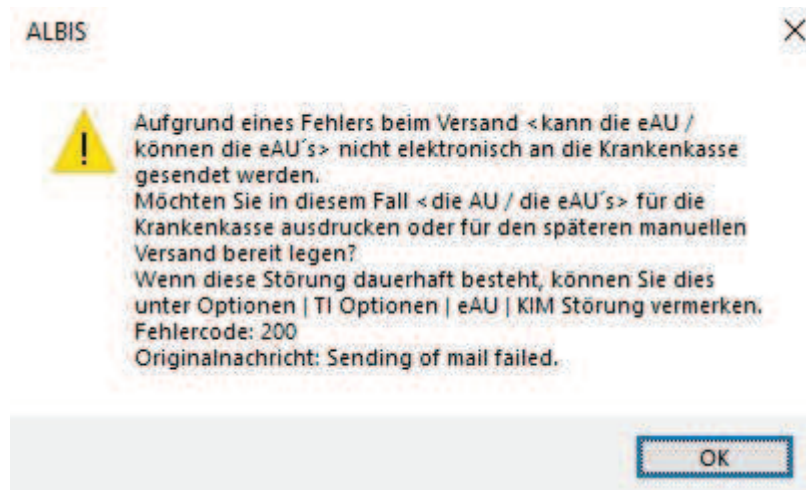 ALBIS
Aufgrund eines Fehlers beim Versand <kann die eAU /
können die eAU´s> nicht elektronisch an die Krankenkasse
gesendet werden.
Möchten Sie in diesem Fall <die AU / die eAU´s> für die
Krankenkasse ausdrucken oder für den späteren manuellen
Versand bereit legen?
Wenn diese Störung dauerhaft besteht, können Sie dies
unter Optionen | TI Optionen | eAU | KIM Störung vermerken.
Fehlercode: 200
Originalnachricht: Sending of mail failed.
OK